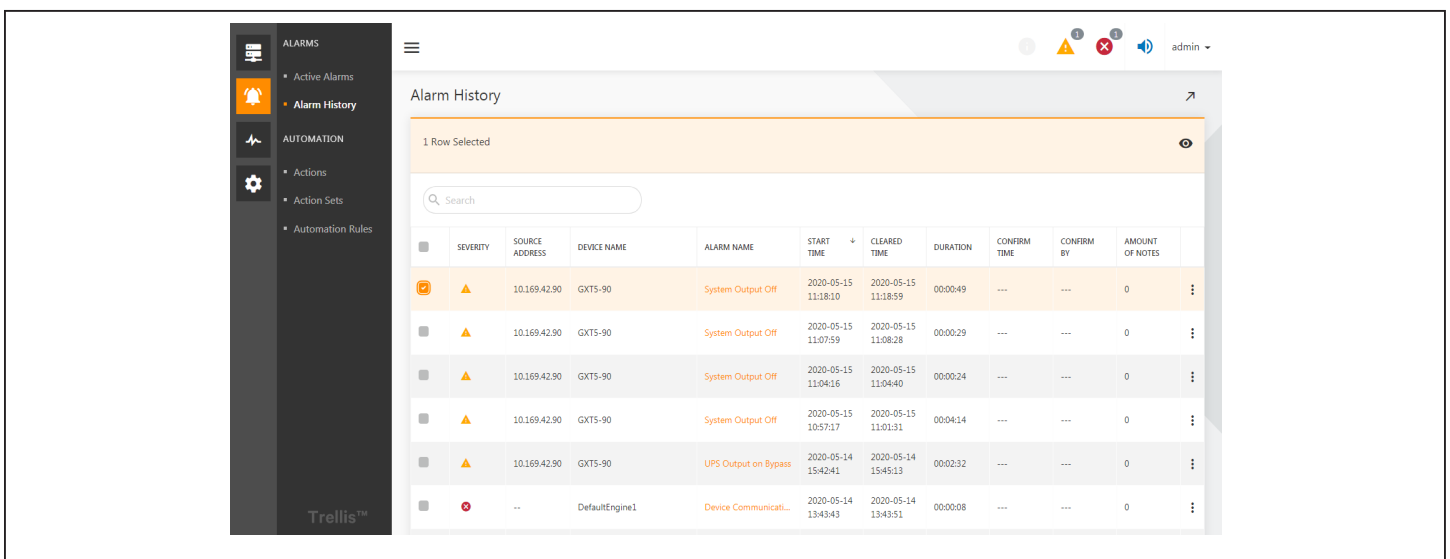 ALARMS
Active Alarms
Alarm History
AUTOMATION
Actions
Action Sets
Automation Rules
Trellis™
1
1
admin
Alarm History
1 Row Selected
Search
SEVERITY SOURCE ADDRESS DEVICE NAME ALARM NAME START TIME CLEARED TIME DURATION CONFIRM TIME CONFIRM BY AMOUNT OF NOTES
10.169.42.90 GXT5-90 System Output Off 2020-05-15 11:18:10 2020-05-15 11:18:59 00:00:49 --- --- 0
10.169.42.90 GXT5-90 System Output Off 2020-05-15 11:07:59 2020-05-15 11:08:28 00:00:29 --- --- 0
10.169.42.90 GXT5-90 System Output Off 2020-05-15 11:04:16 2020-05-15 11:04:40 00:00:24 --- --- 0
10.169.42.90 GXT5-90 System Output Off 2020-05-15 10:57:17 2020-05-15 11:01:31 00:04:14 --- --- 0
10.169.42.90 GXT5-90 UPS Output on Bypass 2020-05-14 15:42:41 2020-05-14 15:45:13 00:02:32 --- --- 0
-- DefaultEngine1 Device Communicati... 2020-05-14 13:43:43 2020-05-14 13:43:51 00:00:08 --- --- 0